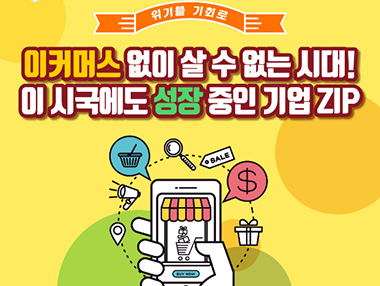 위기를 기회로
이커머스 없이 살 수 없는 시대!
이 시국에도 성장 중인 기업 ZIP
SALE
$
BUY NOW